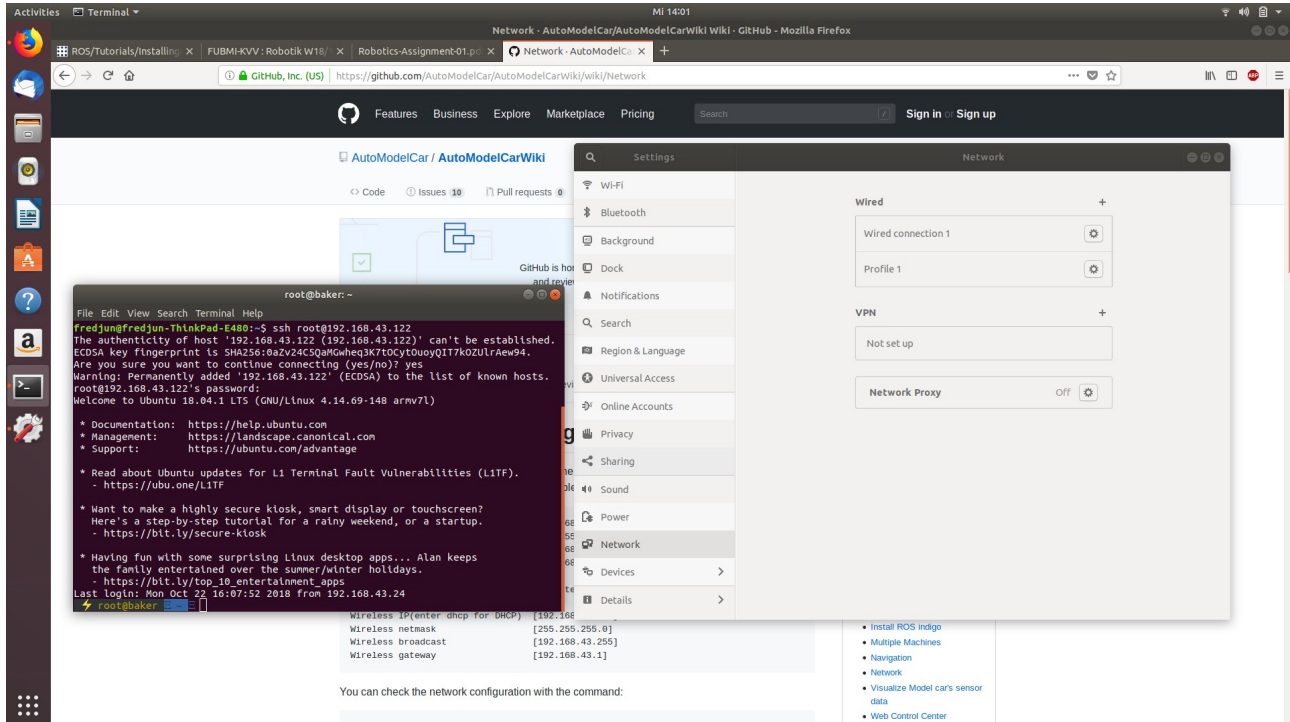 Activities Terminal Mi 14:01
Network · AutoModelCar/AutoModelCarWiki Wiki · GitHub - Mozilla Firefox
ROS/Tutorials/Installing FUBMI-KVV : Robotik W18/ Robotics-Assignment-01.pd Network · AutoModelCa
GitHub, Inc. (US) https://github.com/AutoModelCar/AutoModelCarWiki/wiki/Network
Features Business Explore Marketplace Pricing Search / Sign in or Sign up
AutoModelCar / AutoModelCarWiki
Code Issues 10 Pull requests 0
GitHub is ho
and revie
Settings
Wi-Fi
Bluetooth
Background
Dock
Notifications
Search
Region & Language
Universal Access
Online Accounts
Privacy
Sharing
Sound
Power
Network
Devices
Details
Network
Wired +
Wired connection 1
Profile 1
VPN +
Not set up
Network Proxy Off
root@baker: ~
File Edit View Search Terminal Help
fredjun@fredjun-ThinkPad-E480:~$ ssh root@192.168.43.122
The authenticity of host '192.168.43.122 (192.168.43.122)' can't be established.
ECDSA key fingerprint is SHA256:0aZv24C5QaMGwheq3K7tOCytOuoyQIT7kOZUlrAew94.
Are you sure you want to continue connecting (yes/no)? yes
Warning: Permanently added '192.168.43.122' (ECDSA) to the list of known hosts.
root@192.168.43.122's password:
Welcome to Ubuntu 18.04.1 LTS (GNU/Linux 4.14.69-148 armv7l)
* Documentation: https://help.ubuntu.com
* Management: https://landscape.canonical.com
* Support: https://ubuntu.com/advantage
* Read about Ubuntu updates for L1 Terminal Fault Vulnerabilities (L1TF).
- https://ubu.one/L1TF
* Want to make a highly secure kiosk, smart display or touchscreen?
Here's a step-by-step tutorial for a rainy weekend, or a startup.
- https://bit.ly/secure-kiosk
* Having fun with some surprising Linux desktop apps... Alan keeps
the family entertained over the summer/winter holidays.
- https://bit.ly/top_10_entertainment_apps
Last login: Mon Oct 22 16:07:52 2018 from 192.168.43.24
root@baker ~
Wireless IP(enter dhcp for DHCP) [192.168
Wireless netmask [255.255.255.0]
Wireless broadcast [192.168.43.255]
Wireless gateway [192.168.43.1]
You can check the network configuration with the command:
Install ROS indigo
Multiple Machines
Navigation
Network
Visualize Model car's sensor
data
Web Control Center